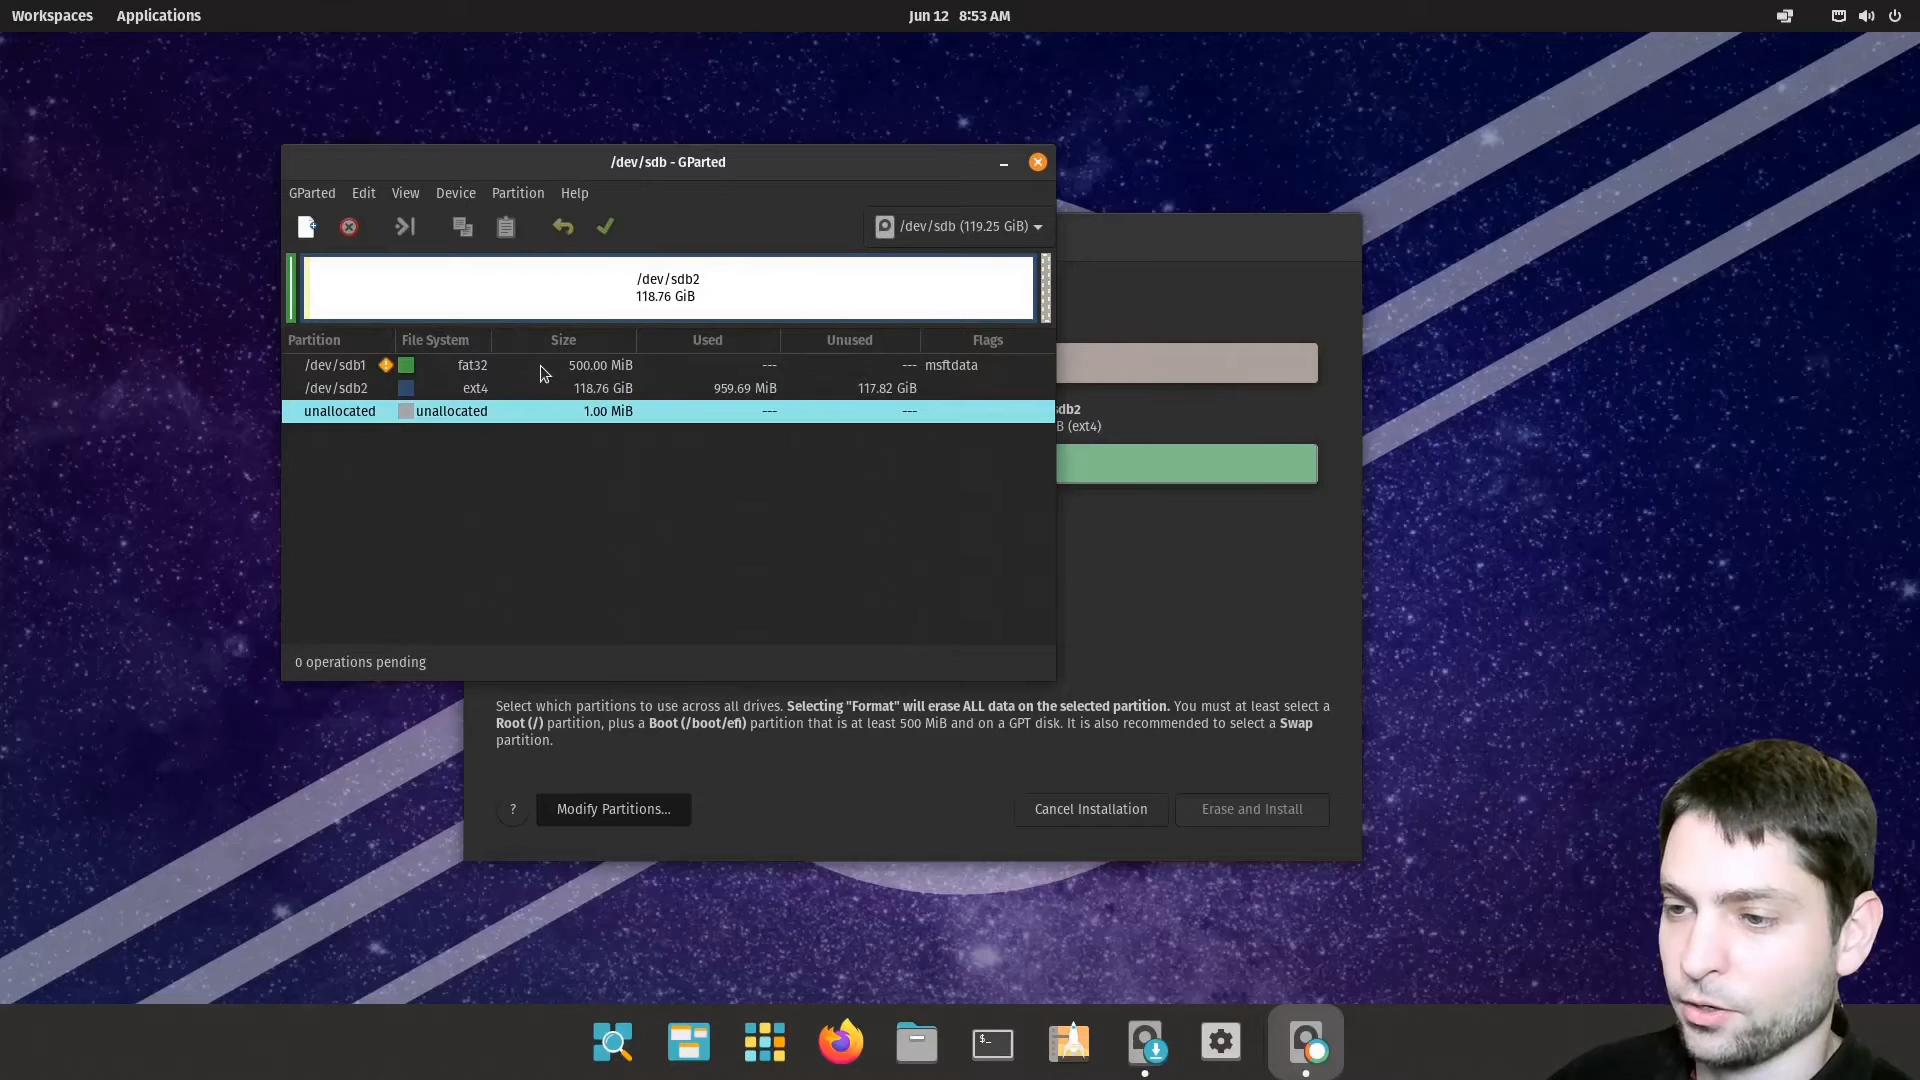 Workspaces Applications Jun 12 8:53 AM
/dev/sdb - GParted
GParted Edit View Device Partition Help
/dev/sdb (119.25 GiB)
/dev/sdb2
118.76 GiB
Partition File System Size Used Unused Flags
/dev/sdb1 fat32 500.00 MiB --- --- msftdata
/dev/sdb2 ext4 118.76 GiB 959.69 MiB 117.82 GiB
unallocated unallocated 1.00 MiB --- ---
0 operations pending
sdb2
B (ext4)
Select which partitions to use across all drives. Selecting "Format" will erase ALL data on the selected partition. You must at least select a
Root (/) partition, plus a Boot (/boot/efi) partition that is at least 500 MiB and on a GPT disk. It is also recommended to select a Swap
partition.
? Modify Partitions... Cancel Installation Erase and Install
$_